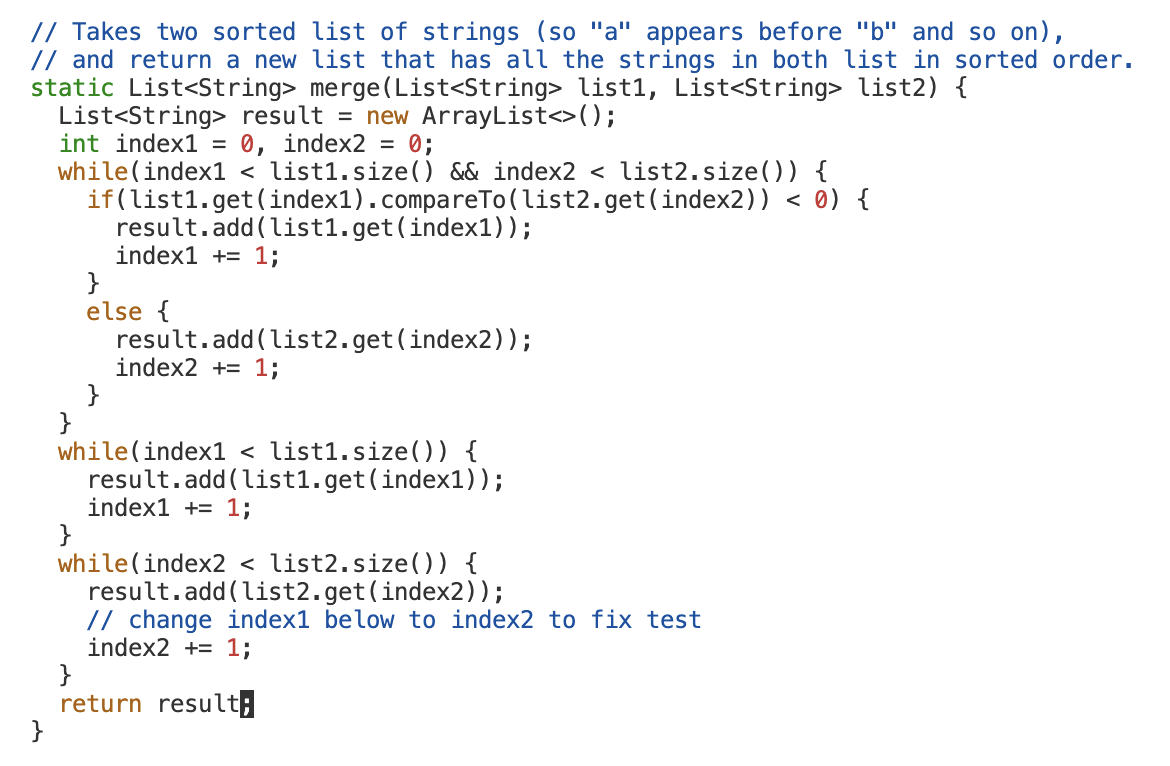 // Takes two sorted list of strings (so "a" appears before "b" and so on),
// and return a new list that has all the strings in both list in sorted order.
static List<String> merge(List<String> list1, List<String> list2) {
  List<String> result = new ArrayList<>();
  int index1 = 0, index2 = 0;
  while(index1 < list1.size() && index2 < list2.size()) {
    if(list1.get(index1).compareTo(list2.get(index2)) < 0) {
      result.add(list1.get(index1));
      index1 += 1;
    }
    else {
      result.add(list2.get(index2));
      index2 += 1;
    }
  }
  while(index1 < list1.size()) {
    result.add(list1.get(index1));
    index1 += 1;
  }
  while(index2 < list2.size()) {
    result.add(list2.get(index2));
    // change index1 below to index2 to fix test
    index2 += 1;
  }
  return result;
}